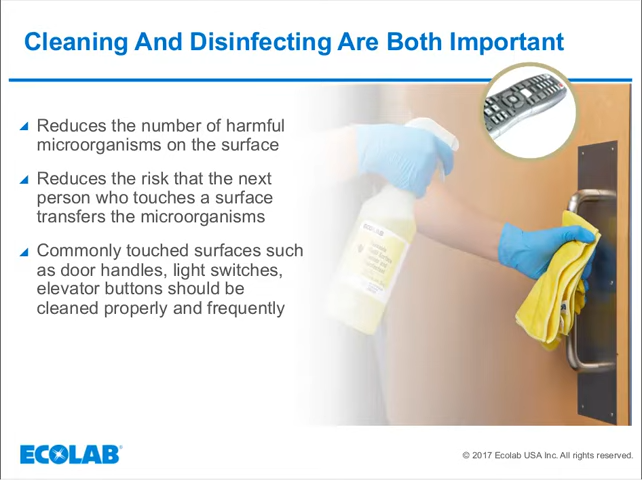 Cleaning And Disinfecting Are Both Important
Reduces the number of harmful
microorganisms on the surface
Reduces the risk that the next
person who touches a surface
transfers the microorganisms
Commonly touched surfaces such
as door handles, light switches,
elevator buttons should be
cleaned properly and frequently
ECOLAB
ECOLAB®
© 2017 Ecolab USA Inc. All rights reserved.